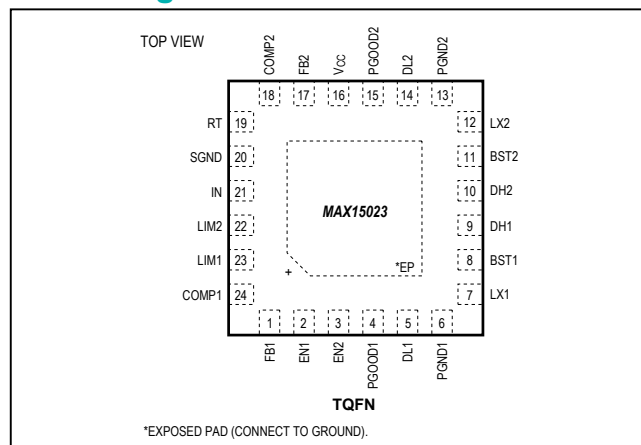 TOP VIEW
COMP2
FB2
VCC
PGOOD2
DL2
PGND2
18
17
16
15
14
13
RT 19
12 LX2
SGND 20
11 BST2
IN 21
10 DH2
MAX15023
LIM2 22
9 DH1
LIM1 23
8 BST1
*EP
+
COMP1 24
7 LX1
1
2
3
4
5
6
FB1
EN1
EN2
PGOOD1
DL1
PGND1
TQFN
*EXPOSED PAD (CONNECT TO GROUND).